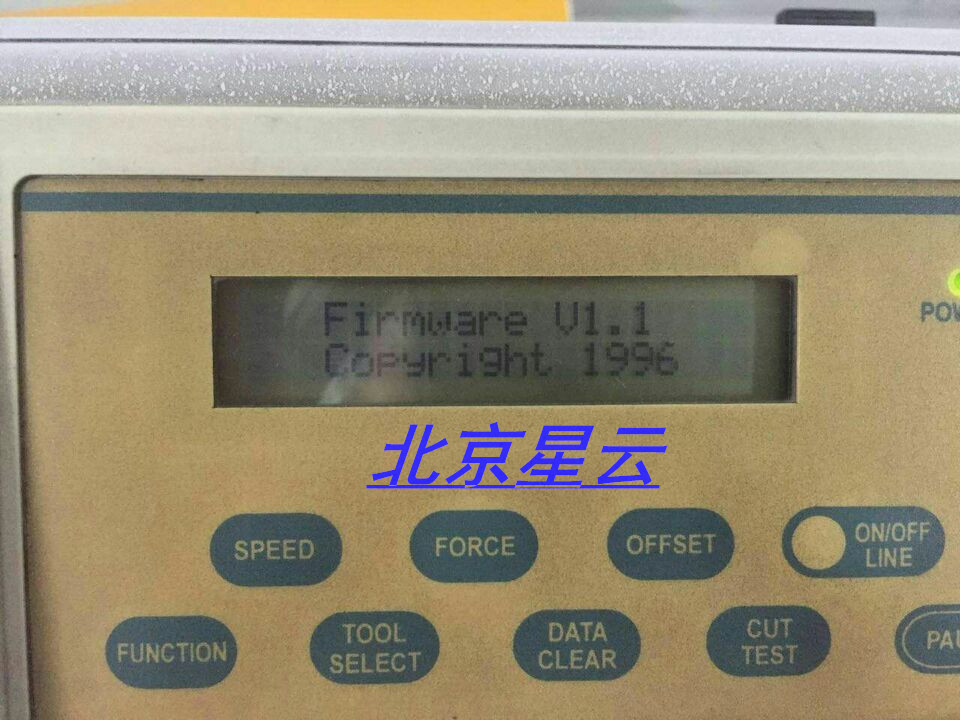 Firmware V1.1
Copyright 1996
北京星云
SPEED
FORCE
OFFSET
ON/OFF
LINE
FUNCTION
TOOL
SELECT
DATA
CLEAR
CUT
TEST